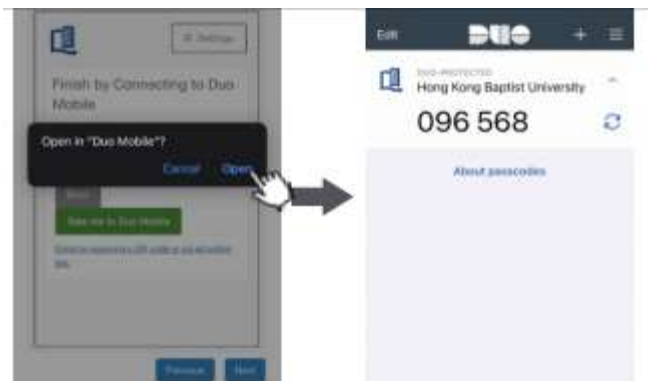 Settings
Finish by Connecting to Duo
Mobile
Open in "Duo Mobile"?
Cancel Open
Take me to Duo Mobile
Previous Next
Edit DUO
DUO-PROTECTED
Hong Kong Baptist University
096 568
About passcodes